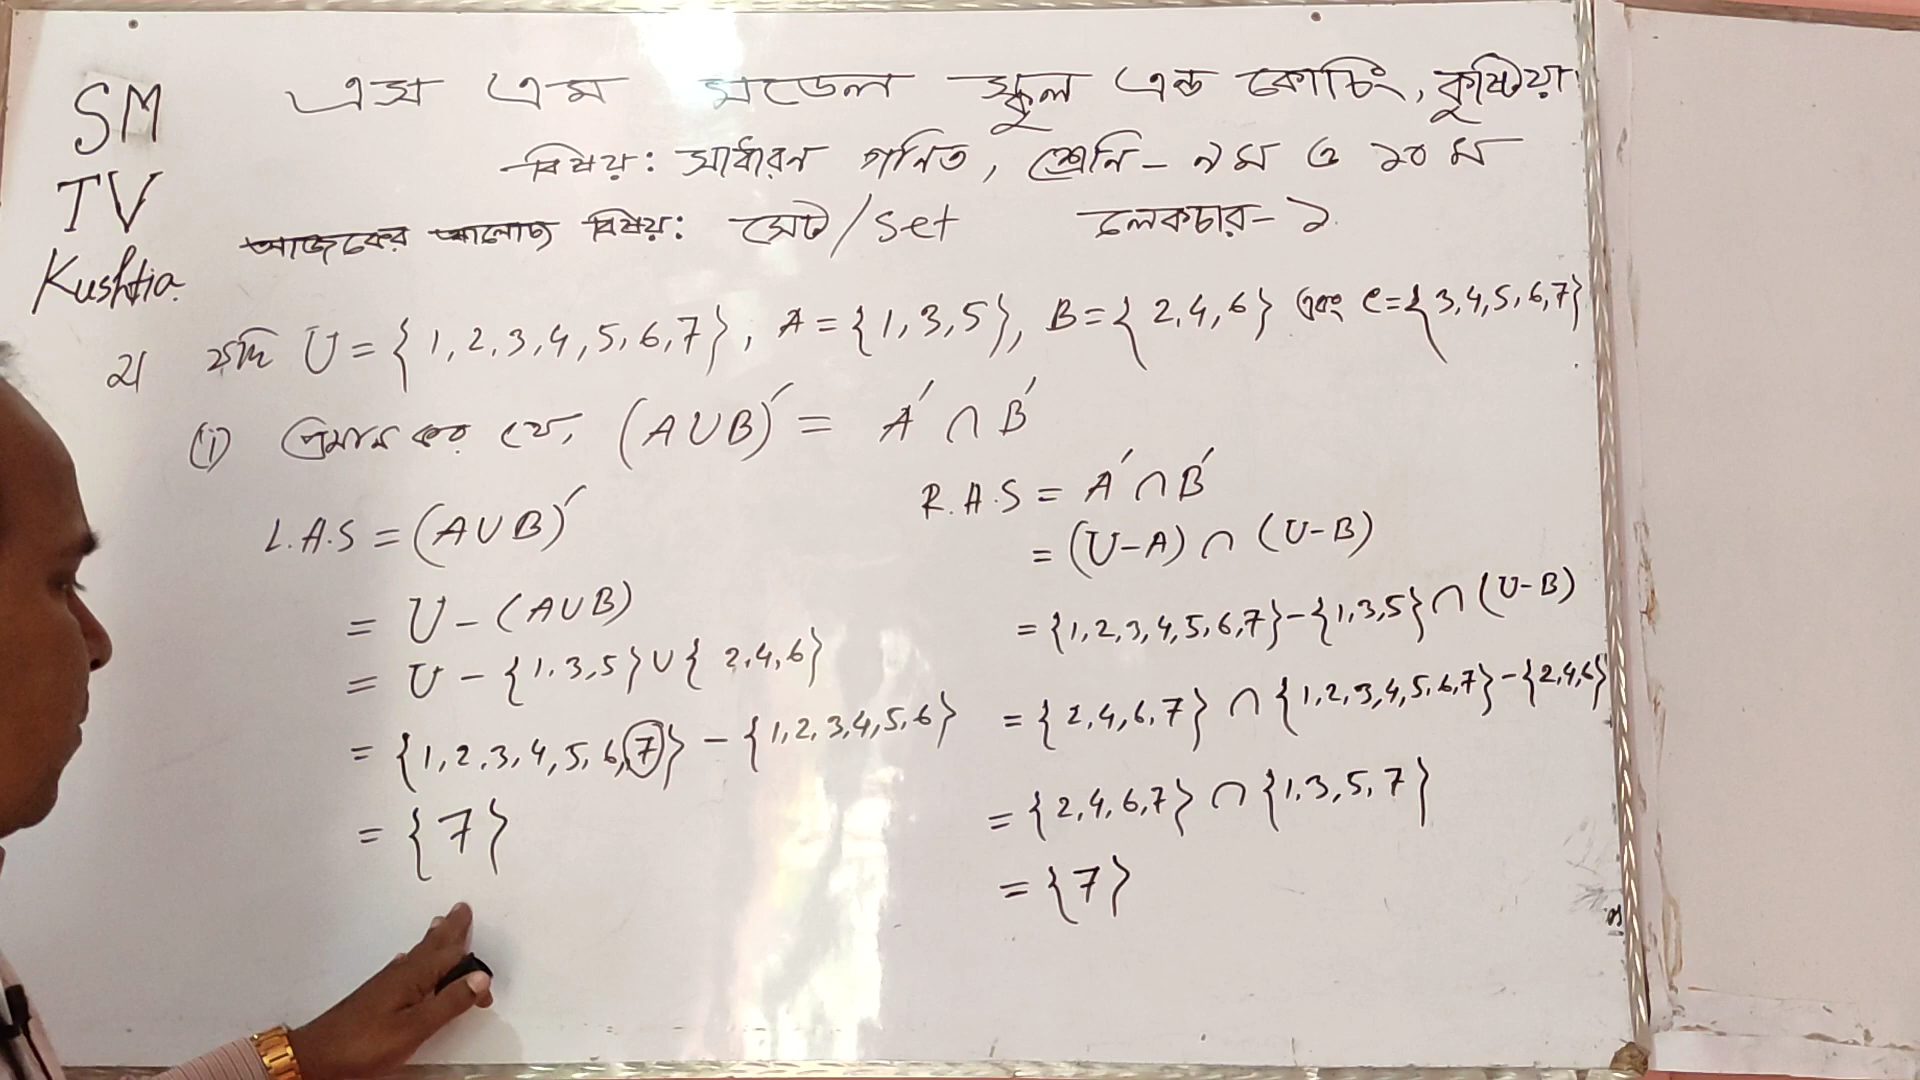 SM
TV
Kushtia.
এস এম মডেল স্কুল এন্ড কোচিং, কুষ্টিয়া
বিষয়: সাধারন গনিত, শ্রেনি - ৯ম ও ১০ম
আজকের আলোচ্য বিষয়: সেট/set লেকচার - ১
২। যদি U = {1,2,3,4,5,6,7}, A = {1,3,5}, B = {2,4,6} এবং C = {3,4,5,6,7}
(i) প্রমান কর যে, (A∪B)′ = A′ ∩ B′
L.A.S = (A∪B)′
= U - (A∪B)
= U - {1,3,5} ∪ {2,4,6}
= {1,2,3,4,5,6,7} - {1,2,3,4,5,6}
= {7}
R.A.S = A′ ∩ B′
= (U-A) ∩ (U-B)
= {1,2,3,4,5,6,7} - {1,3,5} ∩ (U-B)
= {2,4,6,7} ∩ {1,2,3,4,5,6,7} - {2,4,6}
= {2,4,6,7} ∩ {1,3,5,7}
= {7}